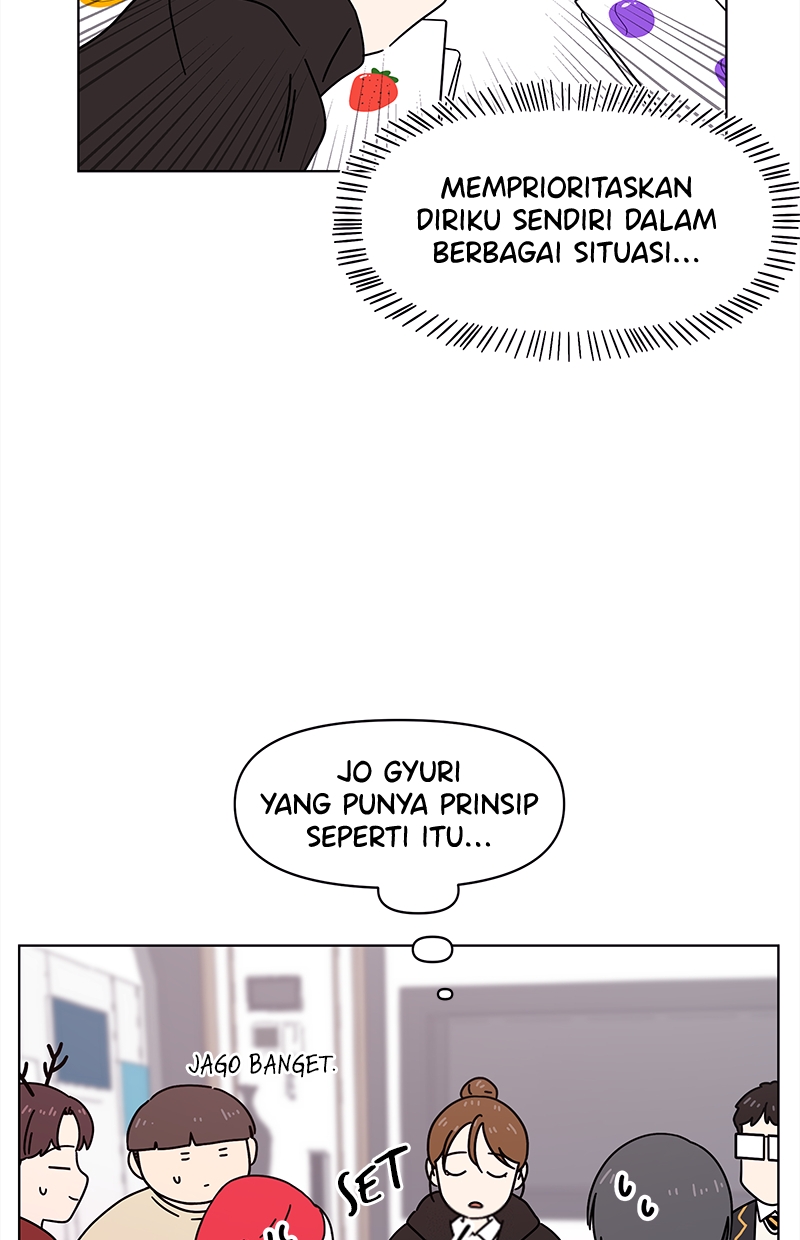 MEMPRIORITASKAN
DIRIKU SENDIRI DALAM
BERBAGAI SITUASI...
JO GYURI
YANG PUNYA PRINSIP
SEPERTI ITU...
JAGO BANGET.
SET